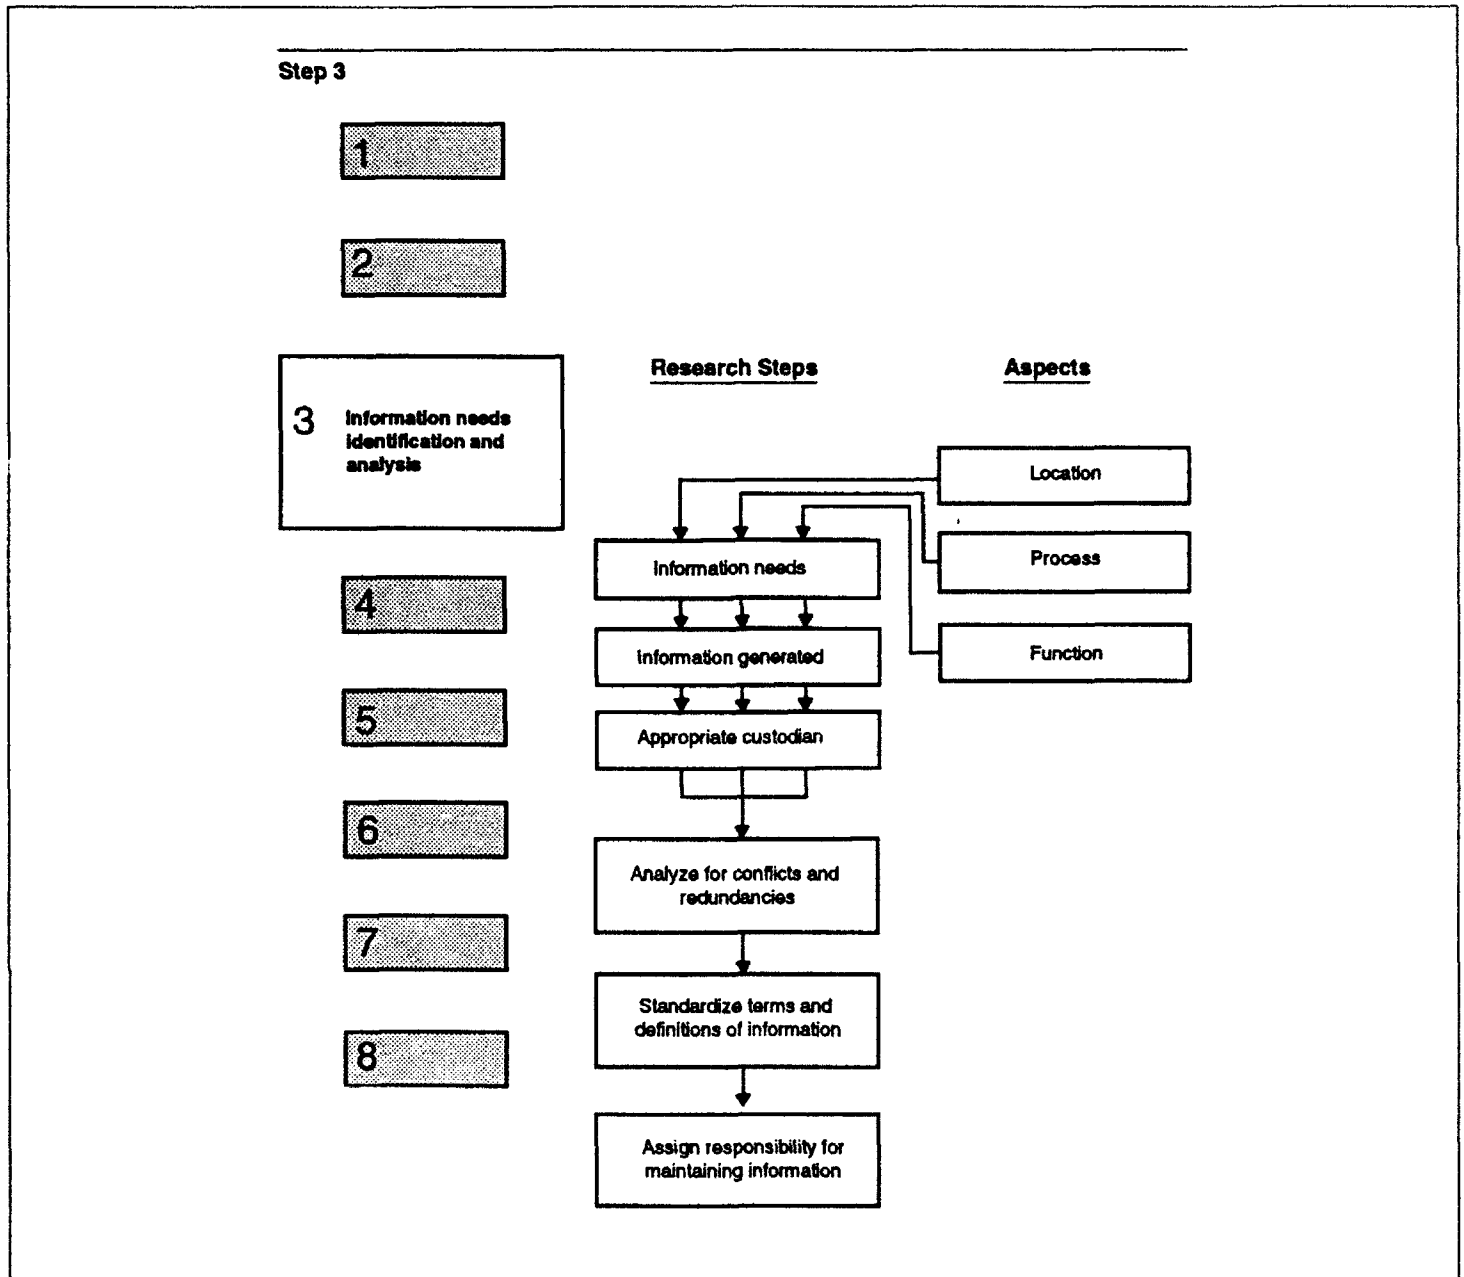 Step 3
1
2
3 Information needs
identification and
analysis
4
5
6
7
8
Research Steps
Aspects
Location
Process
Function
Information needs
Information generated
Appropriate custodian
Analyze for conflicts and
redundancies
Standardize terms and
definitions of information
Assign responsibility for
maintaining information